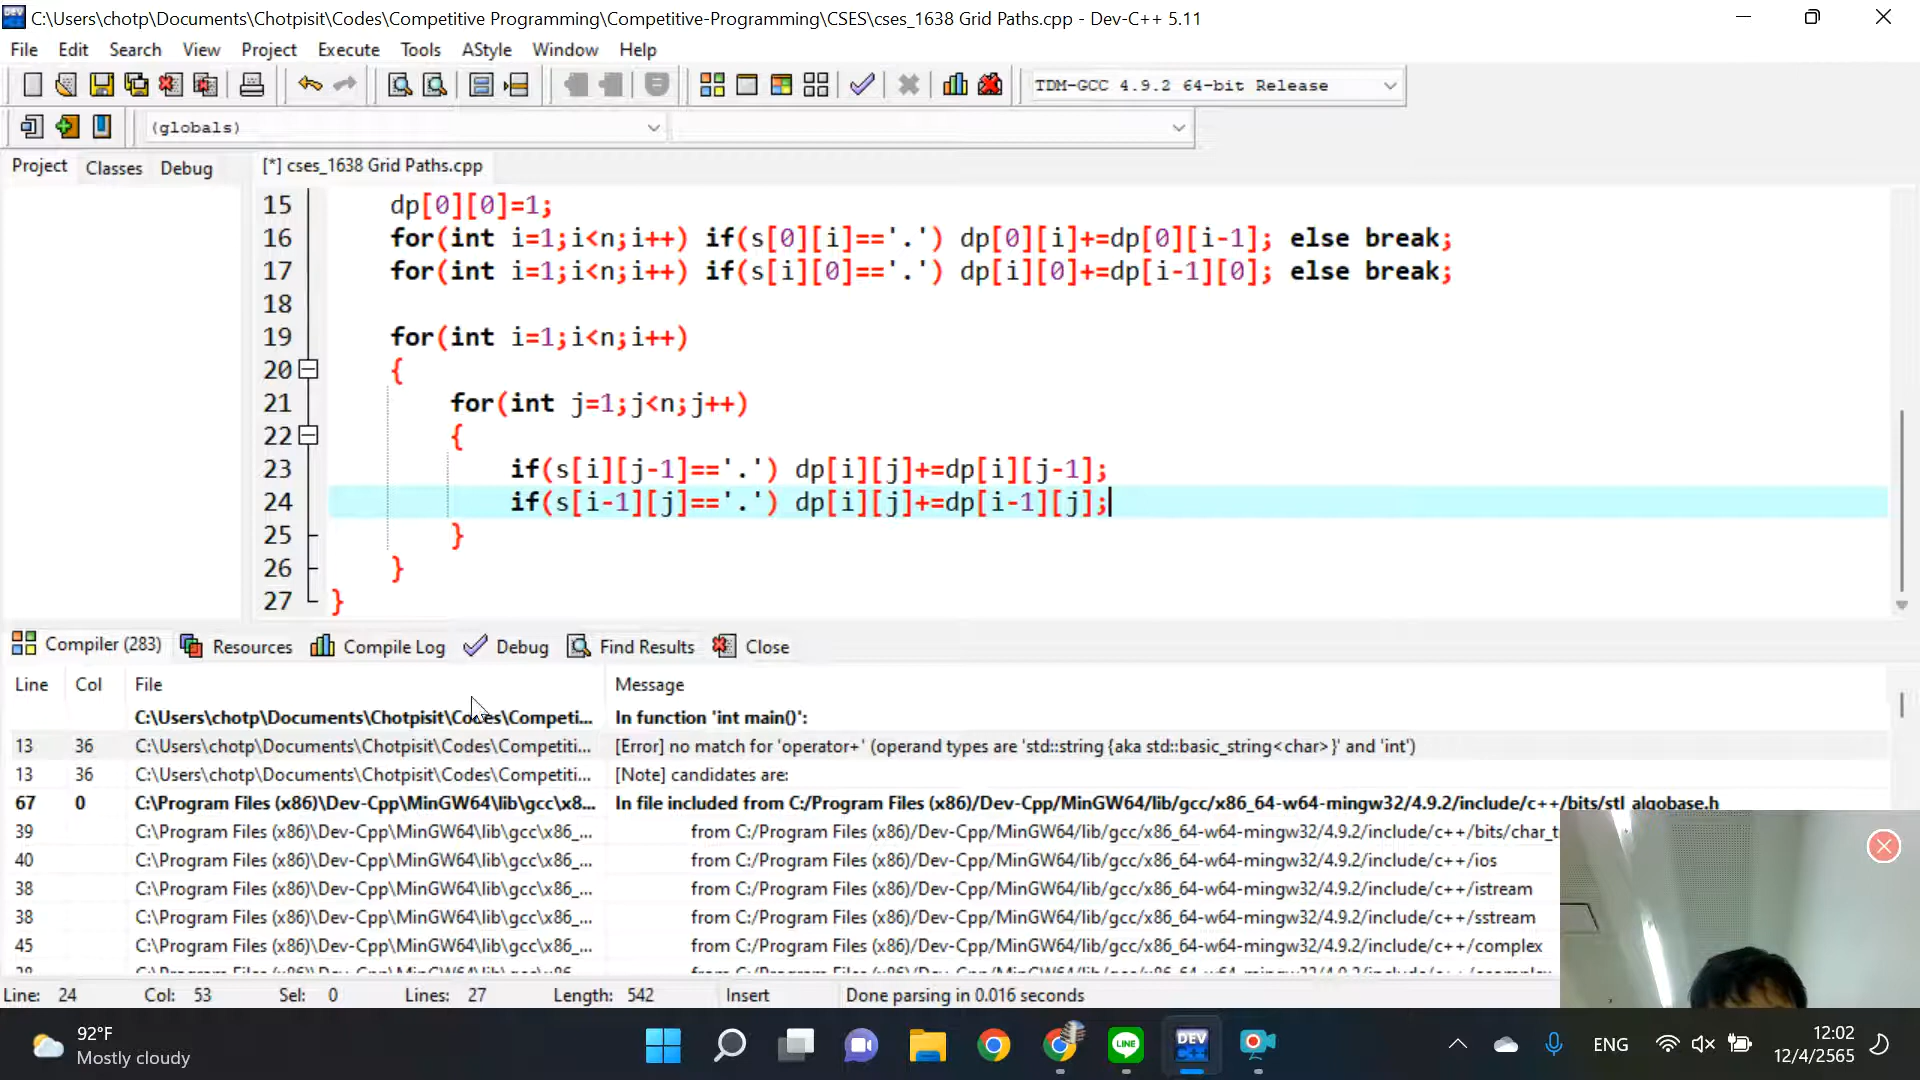 C:\Users\chotp\Documents\Chotpisit\Codes\Competitive Programming\Competitive-Programming\CSES\cses_1638 Grid Paths.cpp - Dev-C++ 5.11
File Edit Search View Project Execute Tools AStyle Window Help
TDM-GCC 4.9.2 64-bit Release
(globals)
Project Classes Debug [*] cses_1638 Grid Paths.cpp
15 dp[0][0]=1;
16 for(int i=1;i<n;i++) if(s[0][i]=='.') dp[0][i]+=dp[0][i-1]; else break;
17 for(int i=1;i<n;i++) if(s[i][0]=='.') dp[i][0]+=dp[i-1][0]; else break;
18
19 for(int i=1;i<n;i++)
20 {
21 for(int j=1;j<n;j++)
22 {
23 if(s[i][j-1]=='.') dp[i][j]+=dp[i][j-1];
24 if(s[i-1][j]=='.') dp[i][j]+=dp[i-1][j];
25 }
26 }
27 }
Compiler (283) Resources Compile Log Debug Find Results Close
Line Col File Message
C:\Users\chotp\Documents\Chotpisit\Codes\Competi... In function 'int main()':
13 36 C:\Users\chotp\Documents\Chotpisit\Codes\Competiti... [Error] no match for 'operator+' (operand types are 'std::string {aka std::basic_string<char>}' and 'int')
13 36 C:\Users\chotp\Documents\Chotpisit\Codes\Competiti... [Note] candidates are:
67 0 C:\Program Files (x86)\Dev-Cpp\MinGW64\lib\gcc\x8... In file included from C:/Program Files (x86)/Dev-Cpp/MinGW64/lib/gcc/x86_64-w64-mingw32/4.9.2/include/c++/bits/stl_algobase.h
39 C:\Program Files (x86)\Dev-Cpp\MinGW64\lib\gcc\x86_... from C:/Program Files (x86)/Dev-Cpp/MinGW64/lib/gcc/x86_64-w64-mingw32/4.9.2/include/c++/bits/char_t
40 C:\Program Files (x86)\Dev-Cpp\MinGW64\lib\gcc\x86_... from C:/Program Files (x86)/Dev-Cpp/MinGW64/lib/gcc/x86_64-w64-mingw32/4.9.2/include/c++/ios
38 C:\Program Files (x86)\Dev-Cpp\MinGW64\lib\gcc\x86_... from C:/Program Files (x86)/Dev-Cpp/MinGW64/lib/gcc/x86_64-w64-mingw32/4.9.2/include/c++/istream
38 C:\Program Files (x86)\Dev-Cpp\MinGW64\lib\gcc\x86_... from C:/Program Files (x86)/Dev-Cpp/MinGW64/lib/gcc/x86_64-w64-mingw32/4.9.2/include/c++/sstream
45 C:\Program Files (x86)\Dev-Cpp\MinGW64\lib\gcc\x86_... from C:/Program Files (x86)/Dev-Cpp/MinGW64/lib/gcc/x86_64-w64-mingw32/4.9.2/include/c++/complex
Line: 24 Col: 53 Sel: 0 Lines: 27 Length: 542 Insert Done parsing in 0.016 seconds
92°F
Mostly cloudy
LINE
DEV
C++
ENG
12:02
12/4/2565